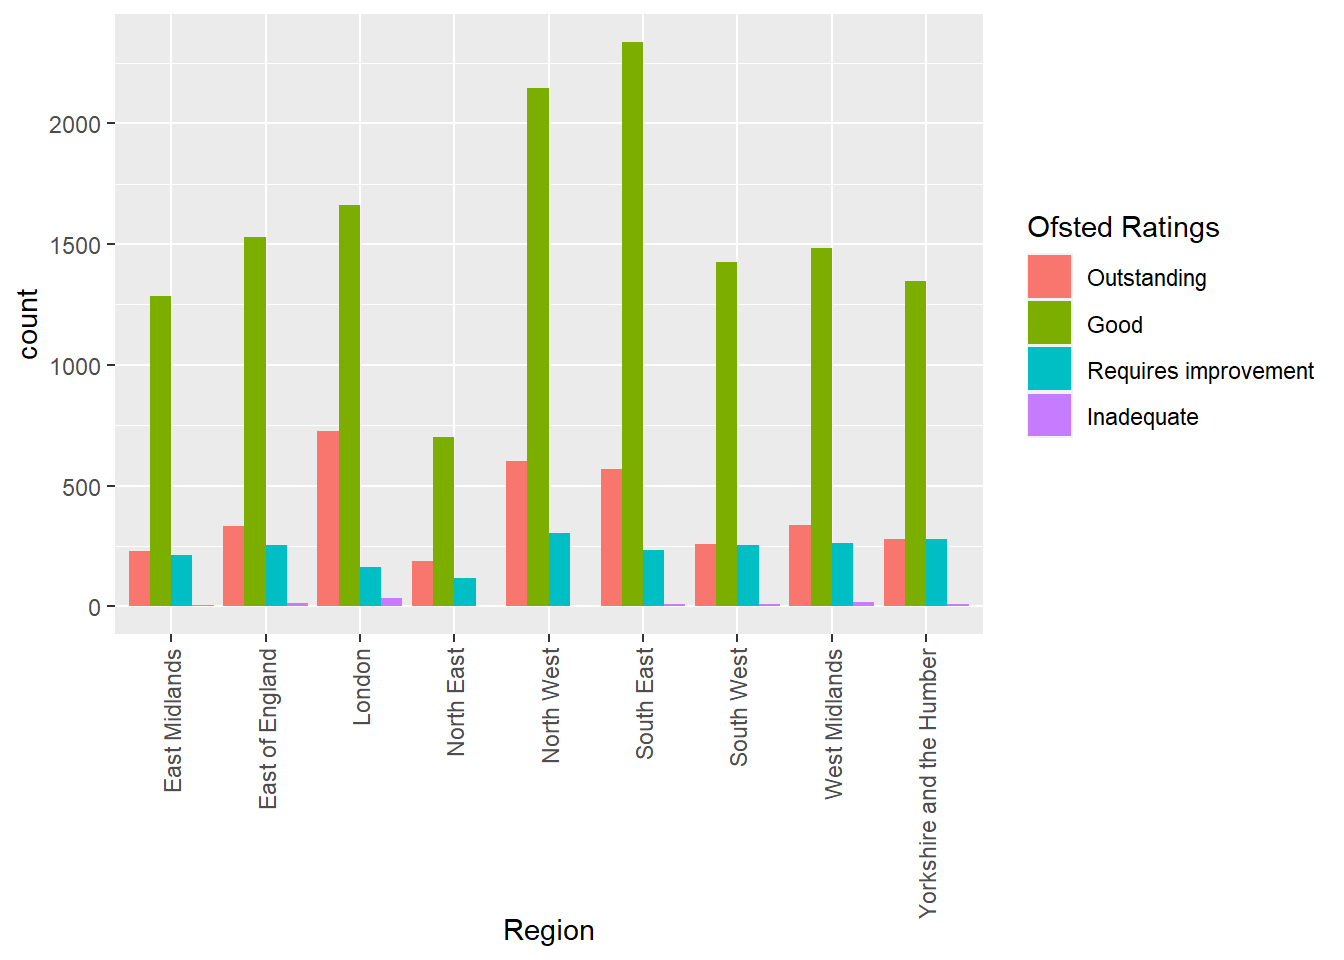 2000
1500
1000
500
0
count
East Midlands
East of England
London
North East
North West
South East
South West
West Midlands
Yorkshire and the Humber
Region
Ofsted Ratings
Outstanding
Good
Requires improvement
Inadequate